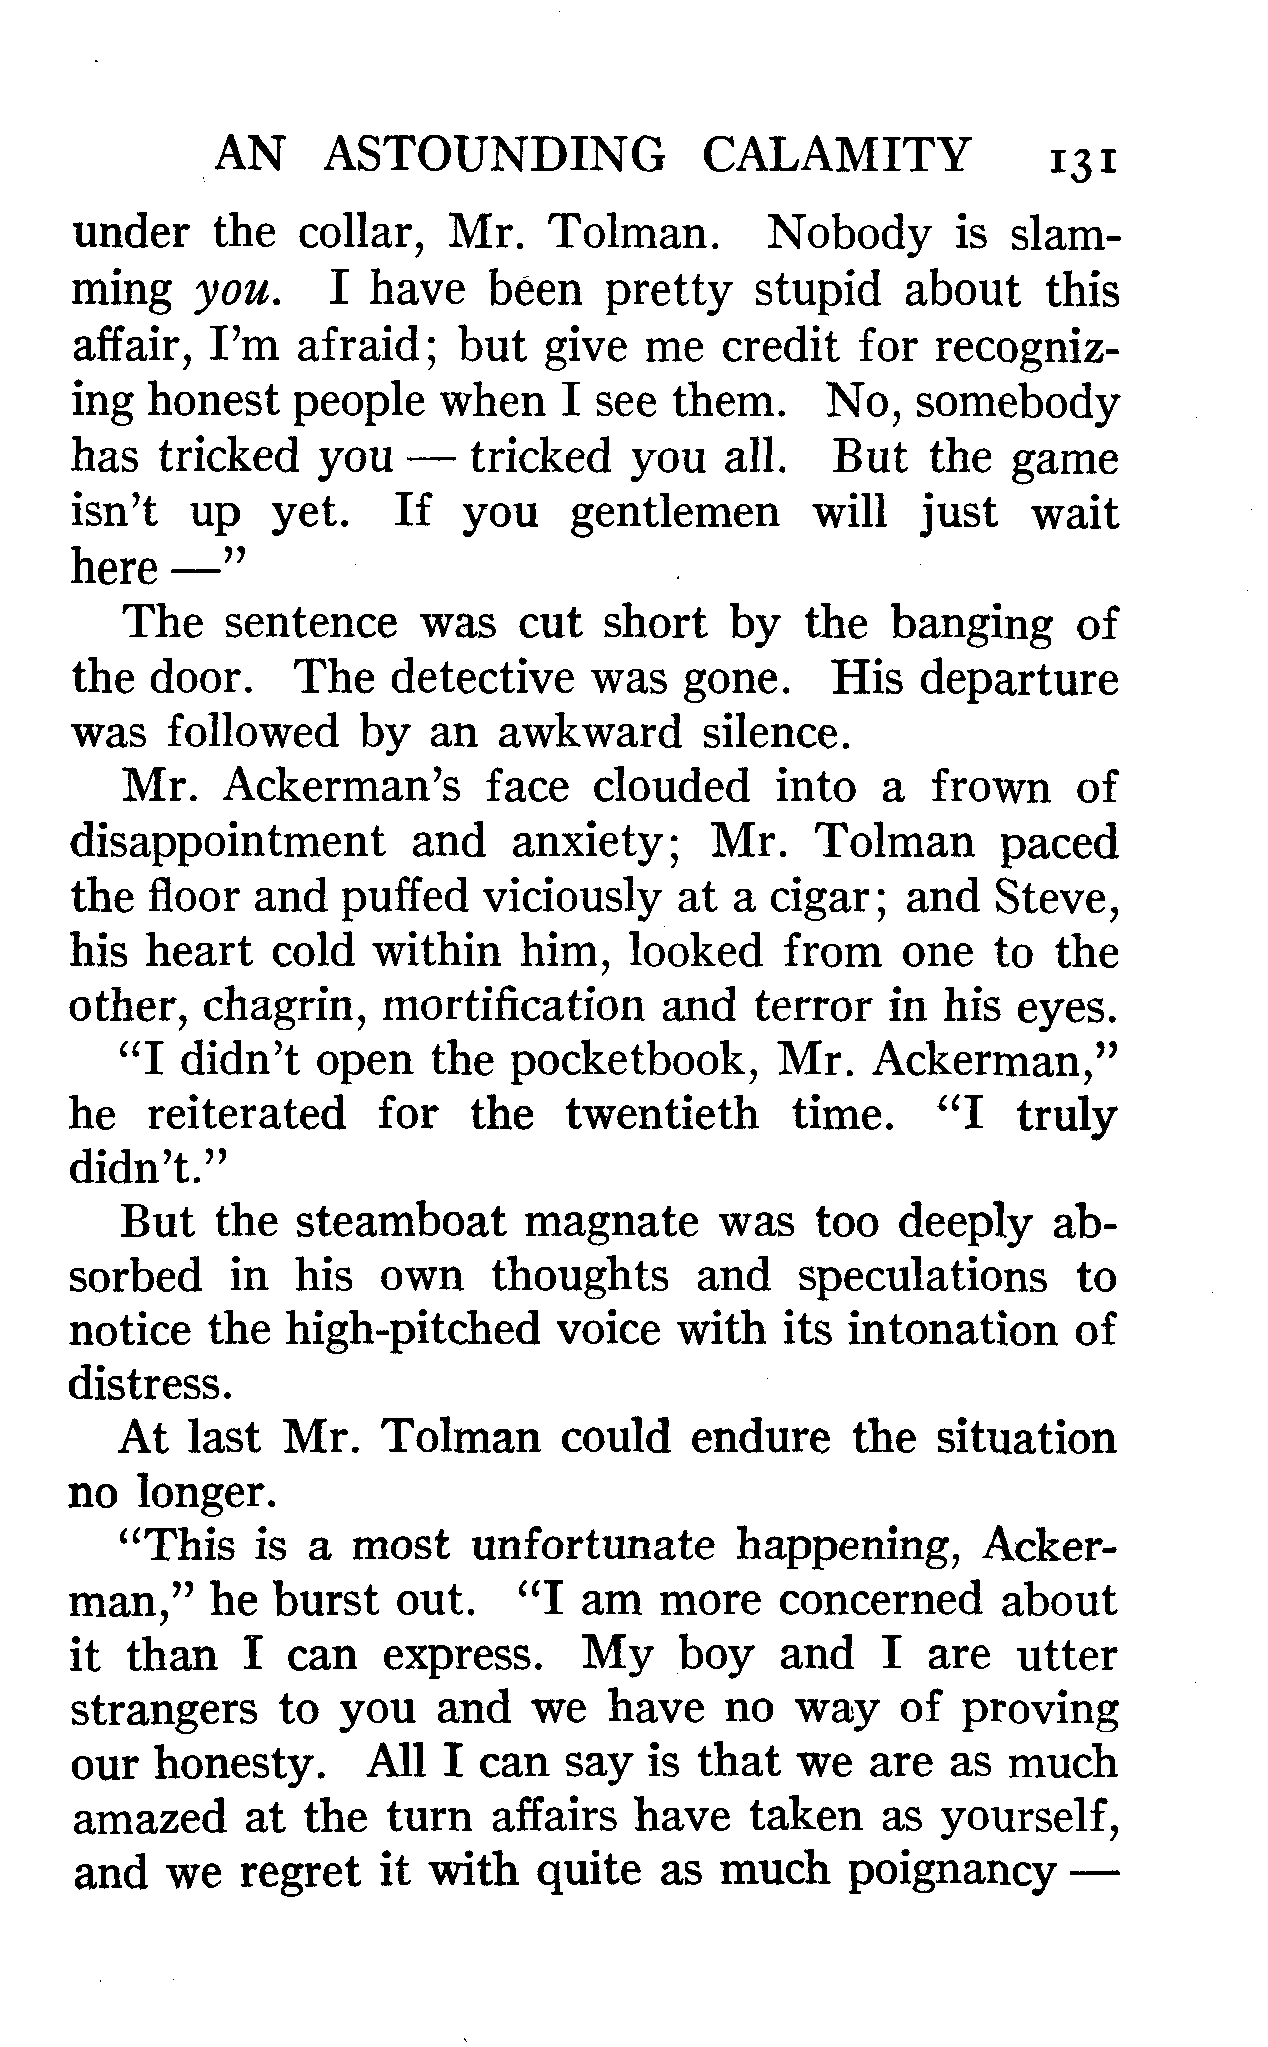 AN ASTOUNDING CALAMITY 131
under the collar, Mr. Tolman. Nobody is slam-
ming you. I have been pretty stupid about this
affair, I'm afraid; but give me credit for recogniz-
ing honest people when I see them. No, somebody
has tricked you — tricked you all. But the game
isn't up yet. If you gentlemen will just wait
here —"
The sentence was cut short by the banging of
the door. The detective was gone. His departure
was followed by an awkward silence.
Mr. Ackerman's face clouded into a frown of
disappointment and anxiety; Mr. Tolman paced
the floor and puffed viciously at a cigar; and Steve,
his heart cold within him, looked from one to the
other, chagrin, mortification and terror in his eyes.
"I didn't open the pocketbook, Mr. Ackerman,"
he reiterated for the twentieth time. "I truly
didn't."
But the steamboat magnate was too deeply ab-
sorbed in his own thoughts and speculations to
notice the high-pitched voice with its intonation of
distress.
At last Mr. Tolman could endure the situation
no longer.
"This is a most unfortunate happening, Acker-
man," he burst out. "I am more concerned about
it than I can express. My boy and I are utter
strangers to you and we have no way of proving
our honesty. All I can say is that we are as much
amazed at the turn affairs have taken as yourself,
and we regret it with quite as much poignancy —